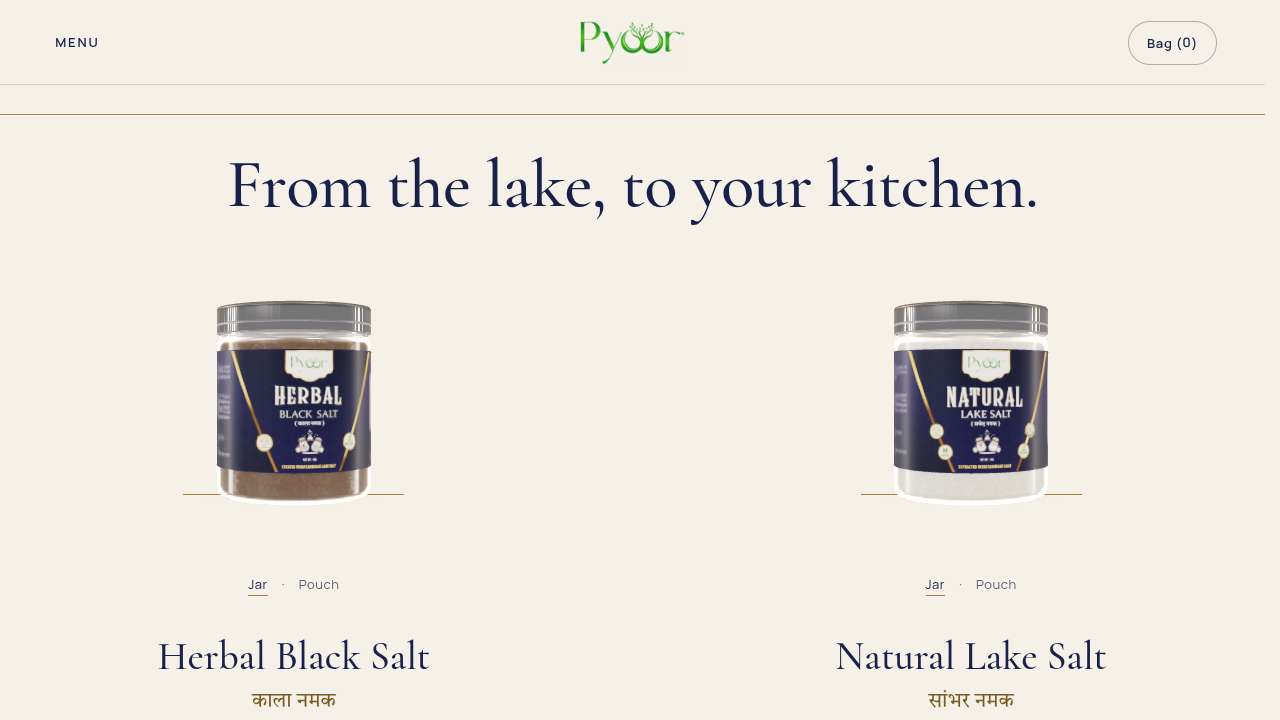 MENU
Pyoor
Bag (0)
From the lake, to your kitchen.
Pyoor
HERBAL
BLACK SALT
(काला नमक)
Pyoor
NATURAL
LAKE SALT
Jar · Pouch
Jar · Pouch
Herbal Black Salt
काला नमक
Natural Lake Salt
सांभर नमक